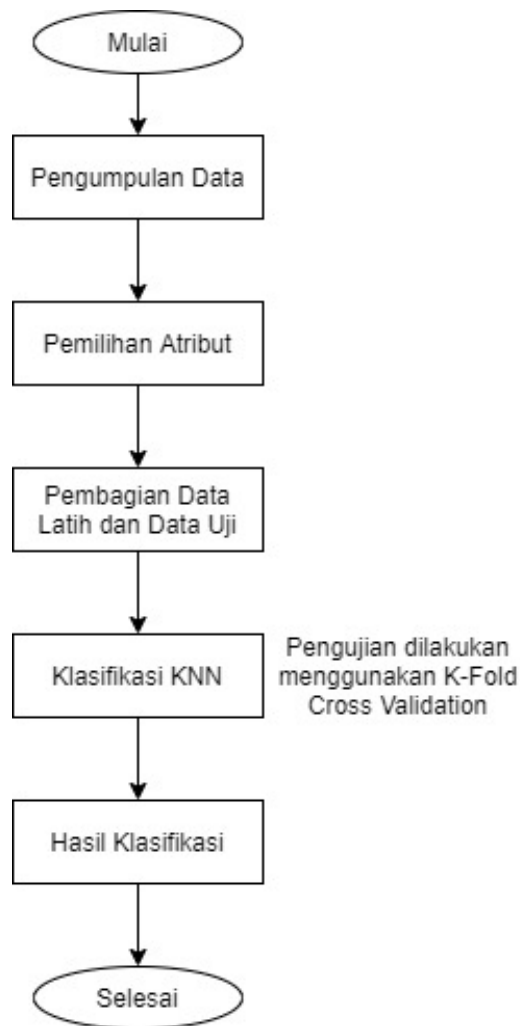 Mulai
Pengumpulan Data
Pemilihan Atribut
Pembagian Data
Latih dan Data Uji
Klasifikasi KNN
Pengujian dilakukan
menggunakan K-Fold
Cross Validation
Hasil Klasifikasi
Selesai